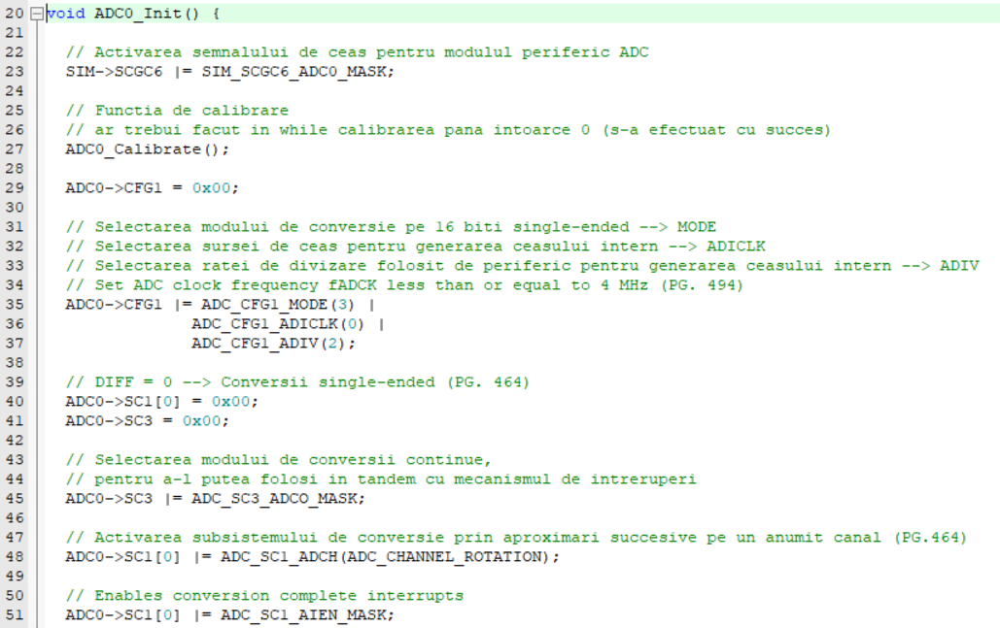 20 void ADC0_Init() {
21
22 // Activarea semnalului de ceas pentru modulul periferic ADC
23 SIM->SCGC6 |= SIM_SCGC6_ADC0_MASK;
24
25 // Functia de calibrare
26 // ar trebui facut in while calibrarea pana intoarce 0 (s-a efectuat cu succes)
27 ADC0_Calibrate();
28
29 ADC0->CFG1 = 0x00;
30
31 // Selectarea modului de conversie pe 16 biti single-ended --> MODE
32 // Selectarea sursei de ceas pentru generarea ceasului intern --> ADICLK
33 // Selectarea ratei de divizare folosit de periferic pentru generarea ceasului intern --> ADIV
34 // Set ADC clock frequency fADCK less than or equal to 4 MHz (PG. 494)
35 ADC0->CFG1 |= ADC_CFG1_MODE(3) |
36 ADC_CFG1_ADICLK(0) |
37 ADC_CFG1_ADIV(2);
38
39 // DIFF = 0 --> Conversii single-ended (PG. 464)
40 ADC0->SC1[0] = 0x00;
41 ADC0->SC3 = 0x00;
42
43 // Selectarea modului de conversii continue,
44 // pentru a-l putea folosi in tandem cu mecanismul de intreruperi
45 ADC0->SC3 |= ADC_SC3_ADCO_MASK;
46
47 // Activarea subsistemului de conversie prin aproximari succesive pe un anumit canal (PG.464)
48 ADC0->SC1[0] |= ADC_SC1_ADCH(ADC_CHANNEL_ROTATION);
49
50 // Enables conversion complete interrupts
51 ADC0->SC1[0] |= ADC_SC1_AIEN_MASK;